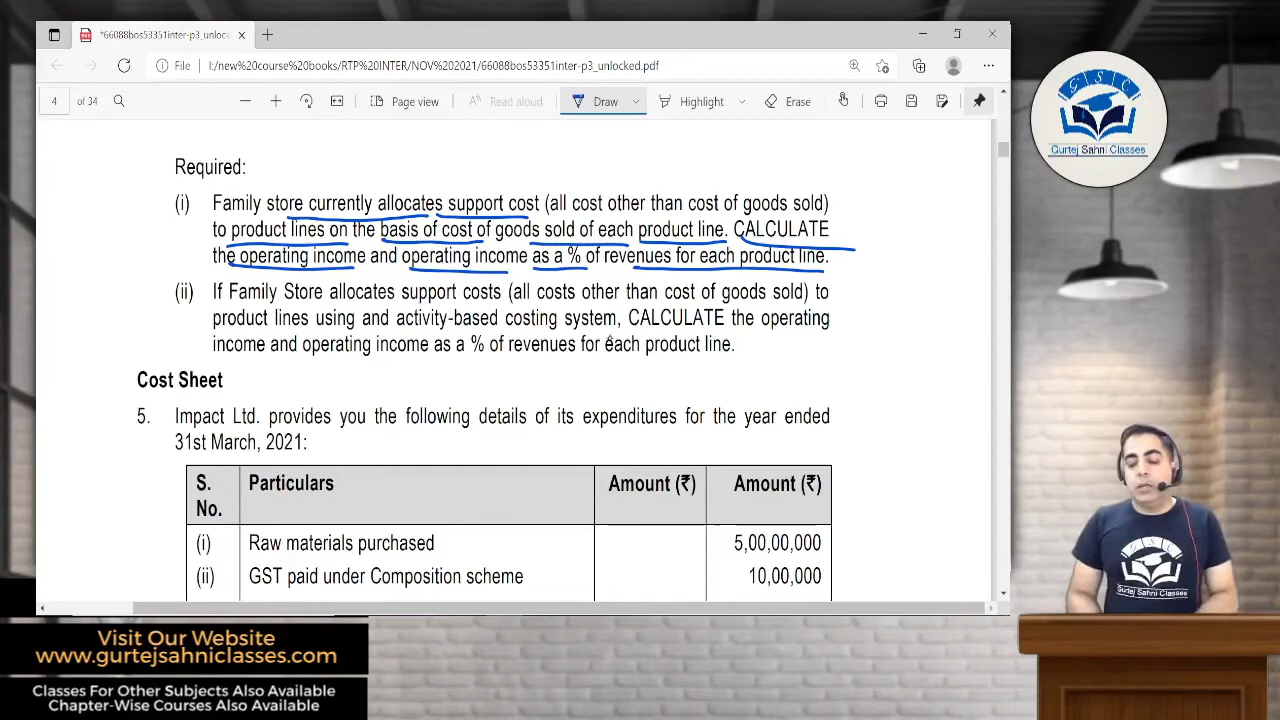 *66088bos53351inter-p3_unlock
File
I:/new%20course%20books/RTP%20INTER/NOV%202021/66088bos53351inter-p3_unlocked.pdf
4 of 34
Page view
Read aloud
Draw
Highlight
Erase
GSC
Gurtej Sahni Classes
Required:
(i) Family store currently allocates support cost (all cost other than cost of goods sold)
to product lines on the basis of cost of goods sold of each product line. CALCULATE
the operating income and operating income as a % of revenues for each product line.
(ii) If Family Store allocates support costs (all costs other than cost of goods sold) to
product lines using and activity-based costing system, CALCULATE the operating
income and operating income as a % of revenues for each product line.
Cost Sheet
5. Impact Ltd. provides you the following details of its expenditures for the year ended
31st March, 2021:
S. No. Particulars Amount (₹) Amount (₹)
(i) Raw materials purchased 5,00,00,000
(ii) GST paid under Composition scheme 10,00,000
GSC
Gurtej Sahni Classes
Visit Our Website
www.gurtejsahniclasses.com
Classes For Other Subjects Also Available
Chapter-Wise Courses Also Available